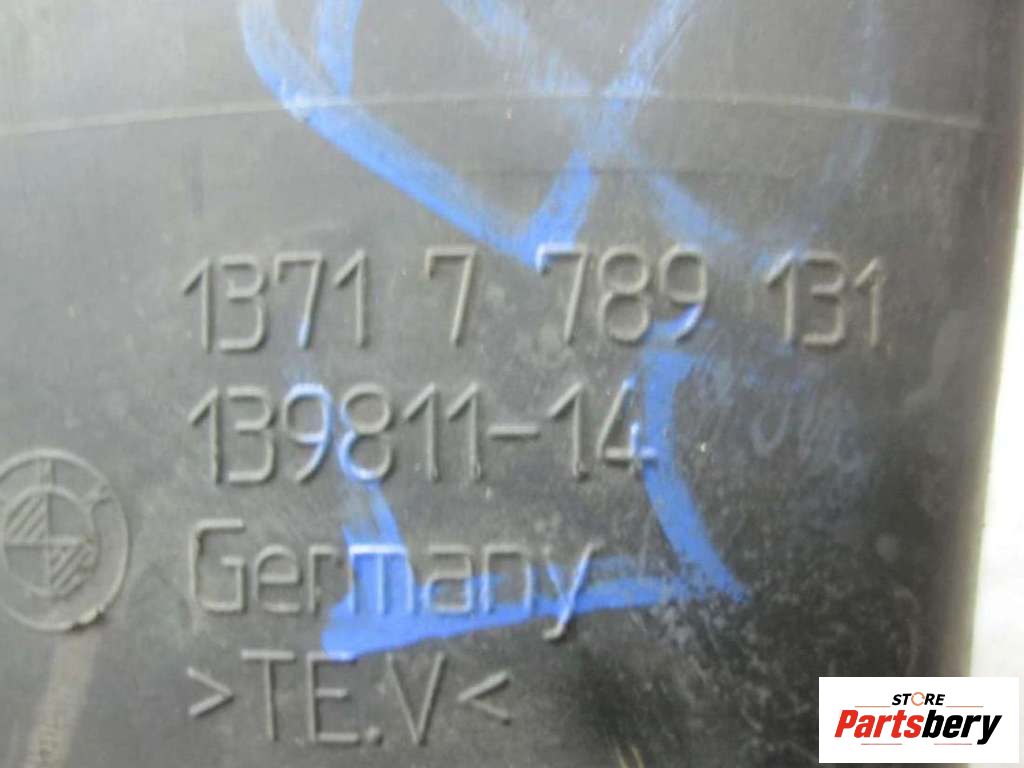 1371 7 789 131
139811-14
Germany
>TE.V<
STORE
Partsbery